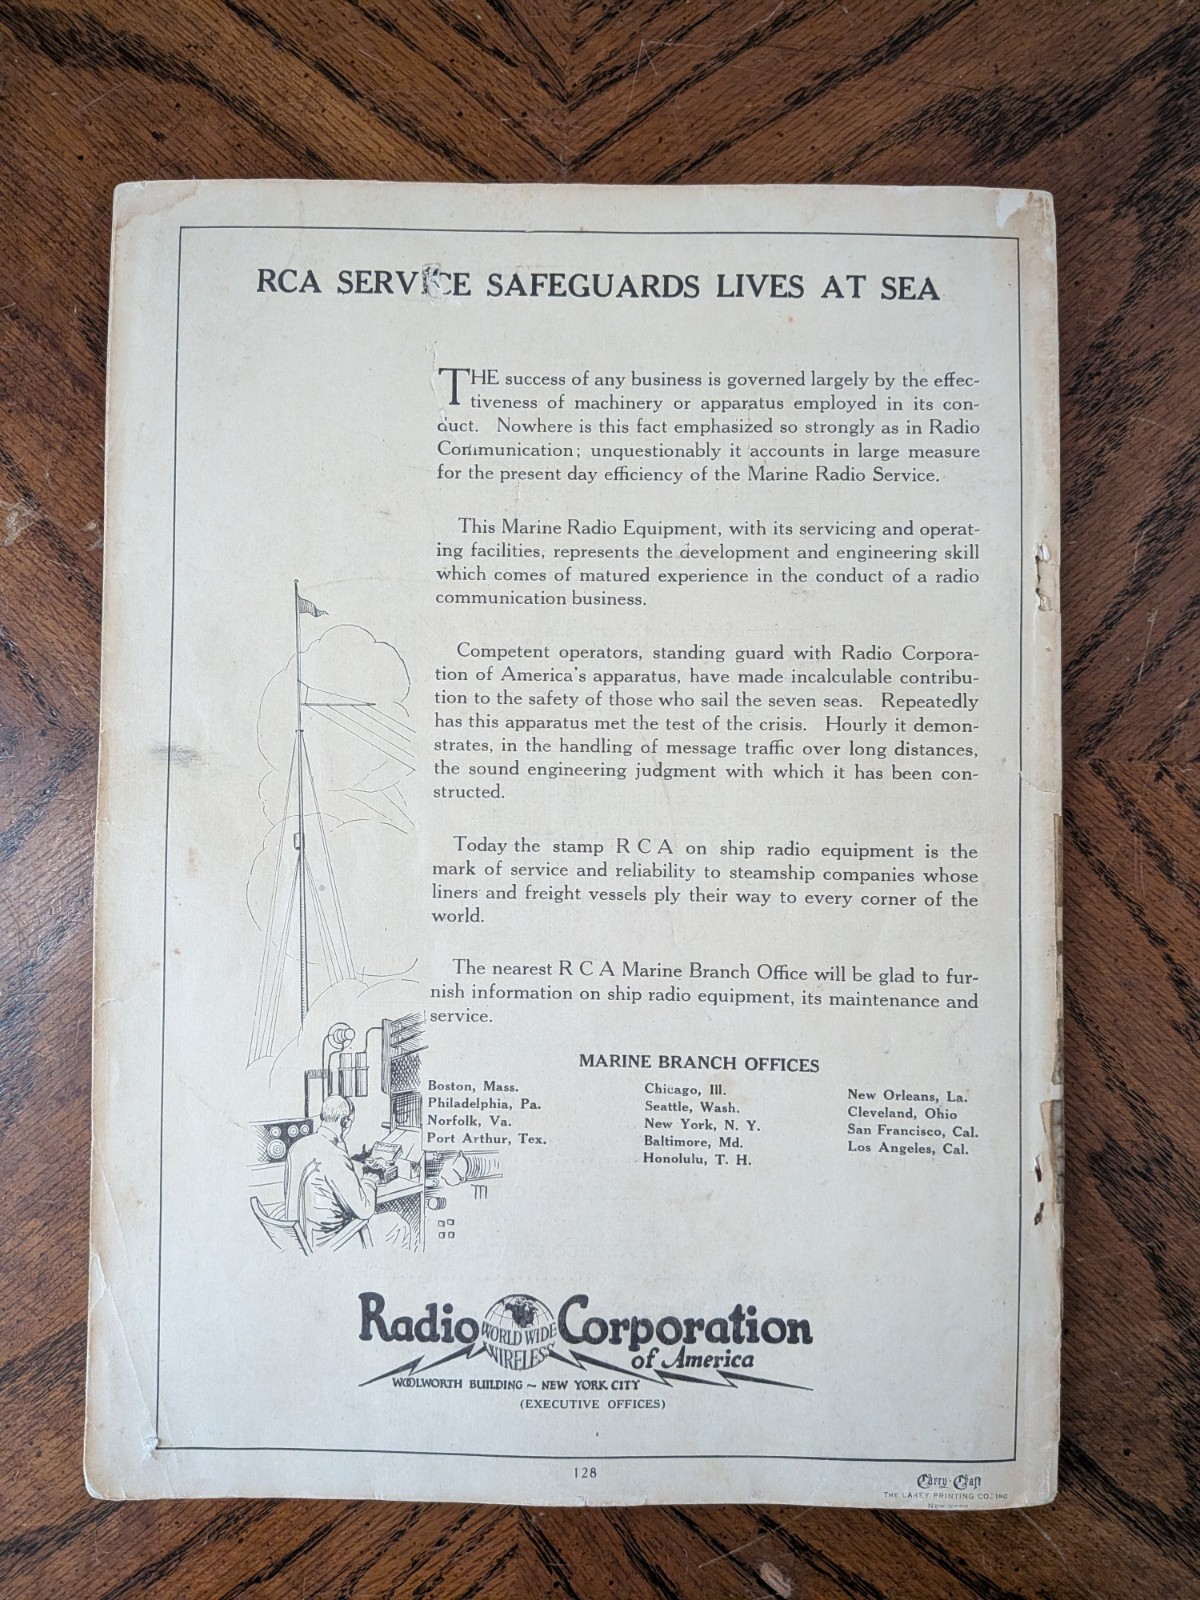 RCA SERVICE SAFEGUARDS LIVES AT SEA
THE success of any business is governed largely by the effec-
tiveness of machinery or apparatus employed in its con-
duct. Nowhere is this fact emphasized so strongly as in Radio
Communication; unquestionably it accounts in large measure
for the present day efficiency of the Marine Radio Service.
This Marine Radio Equipment, with its servicing and operat-
ing facilities, represents the development and engineering skill
which comes of matured experience in the conduct of a radio
communication business.
Competent operators, standing guard with Radio Corpora-
tion of America's apparatus, have made incalculable contribu-
tion to the safety of those who sail the seven seas. Repeatedly
has this apparatus met the test of the crisis. Hourly it demon-
strates, in the handling of message traffic over long distances,
the sound engineering judgment with which it has been con-
structed.
Today the stamp R C A on ship radio equipment is the
mark of service and reliability to steamship companies whose
liners and freight vessels ply their way to every corner of the
world.
The nearest R C A Marine Branch Office will be glad to fur-
nish information on ship radio equipment, its maintenance and
service.
MARINE BRANCH OFFICES
Boston, Mass.
Philadelphia, Pa.
Norfolk, Va.
Port Arthur, Tex.
Chicago, Ill.
Seattle, Wash.
New York, N. Y.
Baltimore, Md.
Honolulu, T. H.
New Orleans, La.
Cleveland, Ohio
San Francisco, Cal.
Los Angeles, Cal.
Radio Corporation
WORLD WIDE
WIRELESS
of America
WOOLWORTH BUILDING ~ NEW YORK CITY
(EXECUTIVE OFFICES)
128
Carey-Craft
THE CAREY PRINTING CO. INC
New York